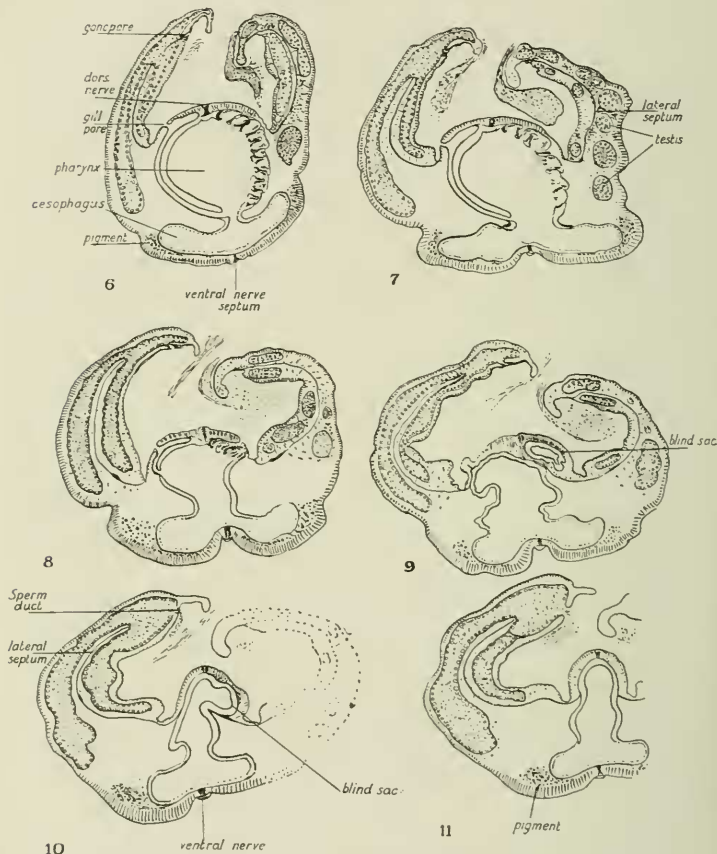 gonopore
dors.
nerve
gill
pore
pharynx
œsophagus
pigment
6
ventral nerve
septum
lateral
septum
testis
7
8
blind sac
9
Sperm
duct
lateral
septum
blind sac
10
ventral nerve
pigment
11